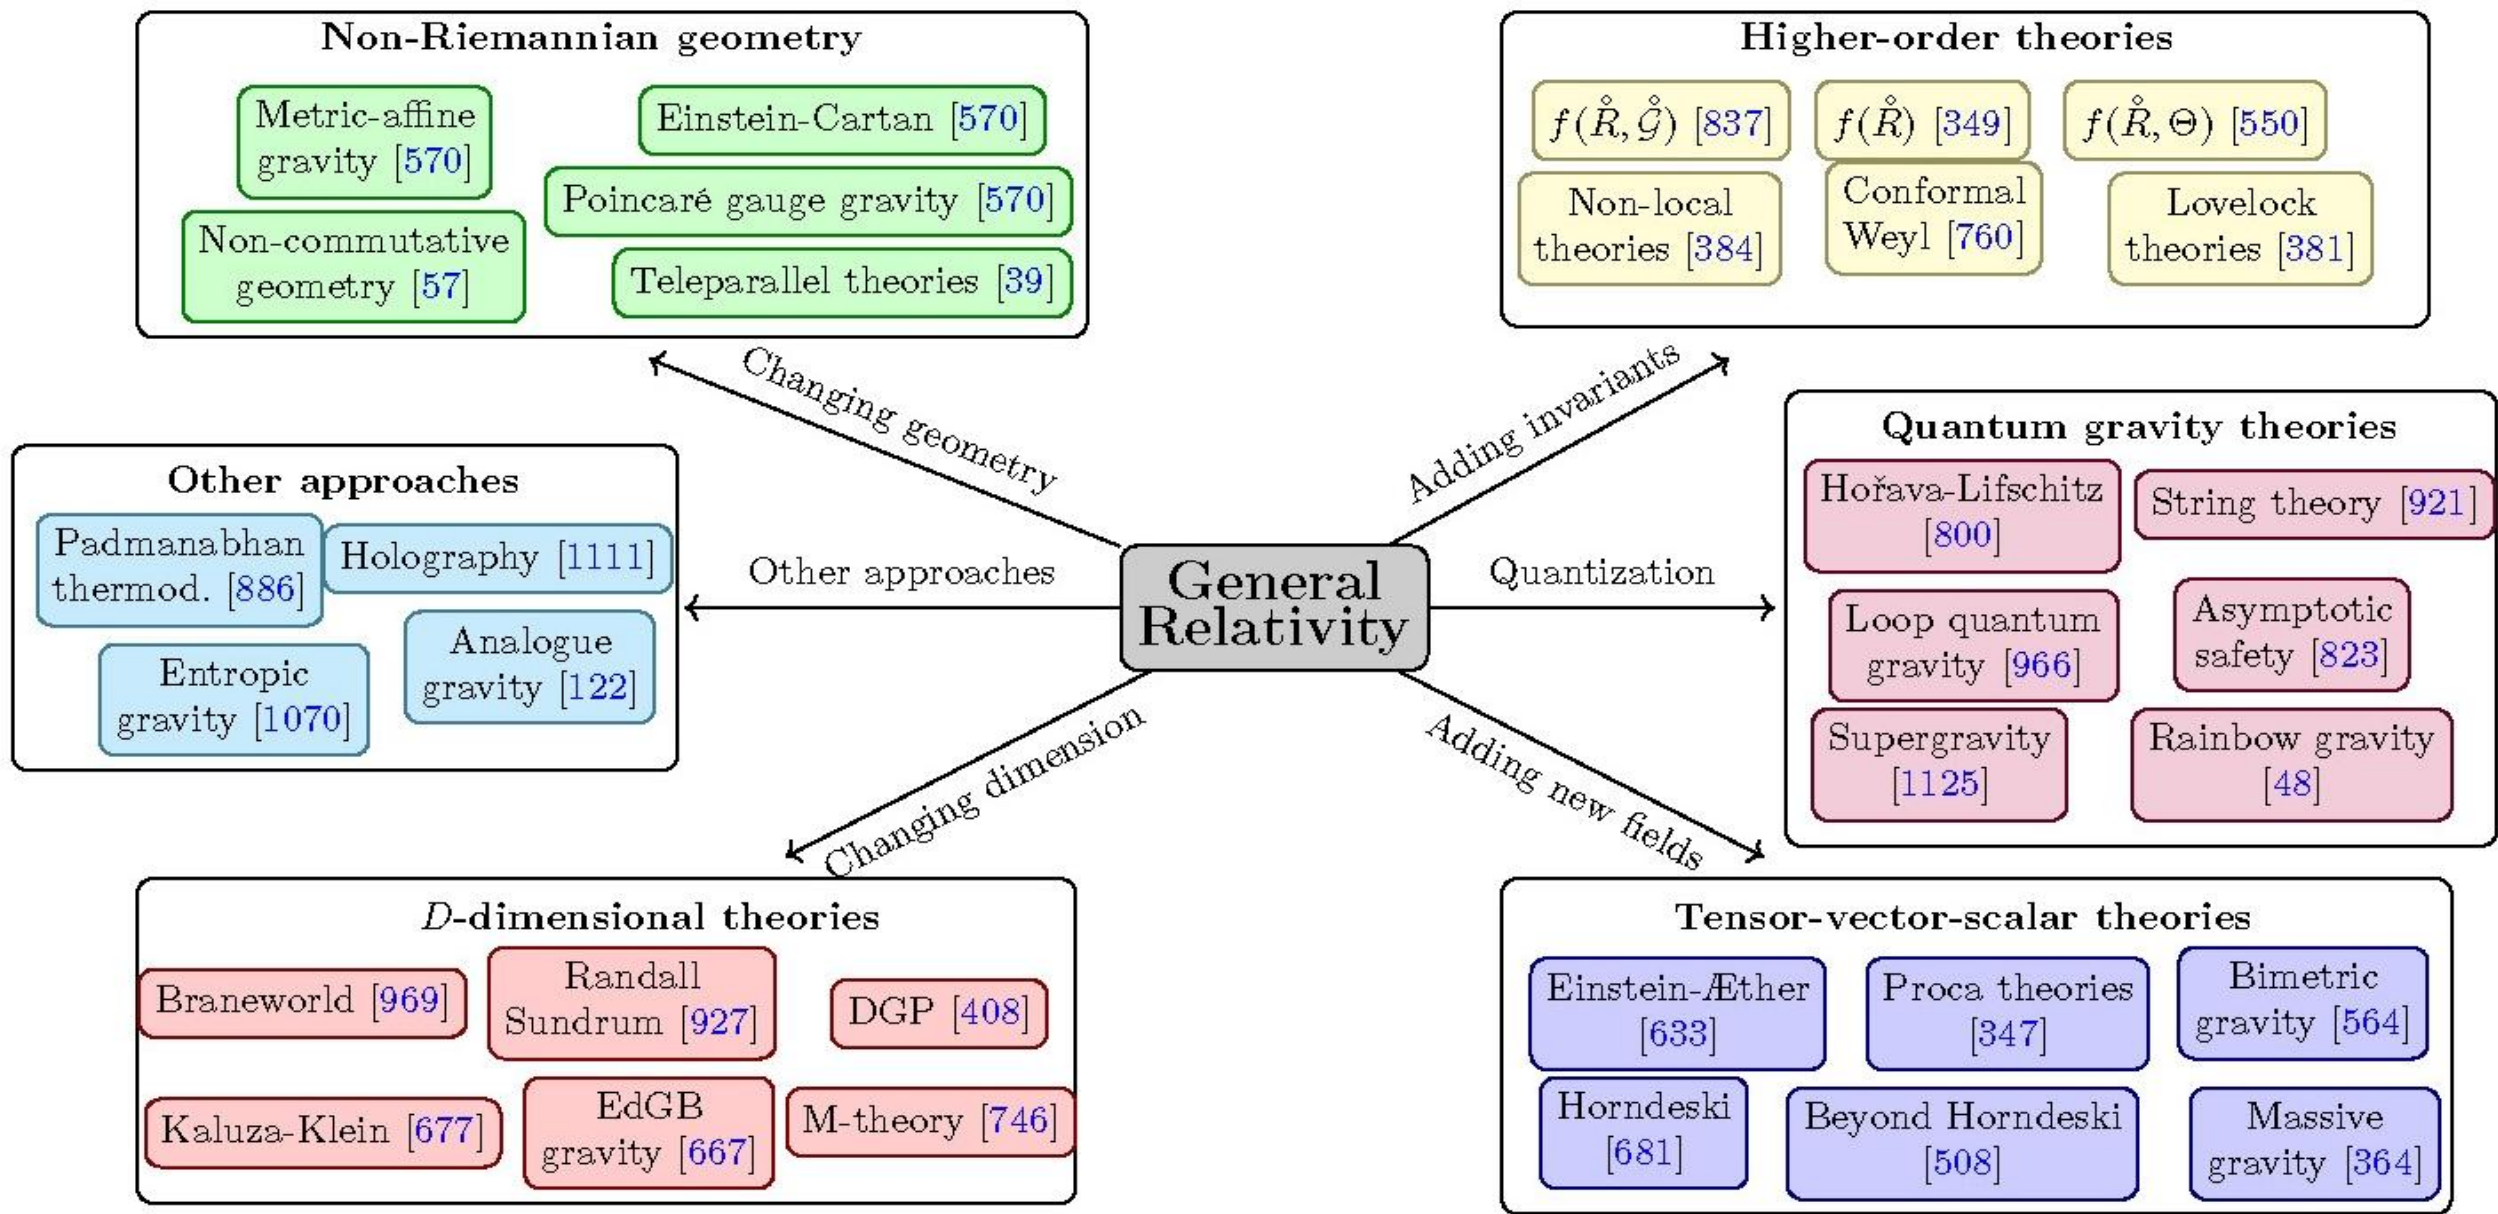 Non-Riemannian geometry
Metric-affine
gravity [570]
Einstein-Cartan [570]
Poincaré gauge gravity [570]
Non-commutative
geometry [57]
Teleparallel theories [39]
Higher-order theories
f(R̊, 𝒢̊) [837]
f(R̊) [349]
f(R̊, Θ) [550]
Non-local
theories [384]
Conformal
Weyl [760]
Lovelock
theories [381]
Changing geometry
Adding invariants
Other approaches
Padmanabhan
thermod. [886]
Holography [1111]
Entropic
gravity [1070]
Analogue
gravity [122]
Other approaches
General
Relativity
Quantization
Quantum gravity theories
Hořava-Lifschitz
[800]
String theory [921]
Loop quantum
gravity [966]
Asymptotic
safety [823]
Supergravity
[1125]
Rainbow gravity
[48]
Changing dimension
Adding new fields
D-dimensional theories
Braneworld [969]
Randall
Sundrum [927]
DGP [408]
Kaluza-Klein [677]
EdGB
gravity [667]
M-theory [746]
Tensor-vector-scalar theories
Einstein-Æther
[633]
Proca theories
[347]
Bimetric
gravity [564]
Horndeski
[681]
Beyond Horndeski
[508]
Massive
gravity [364]